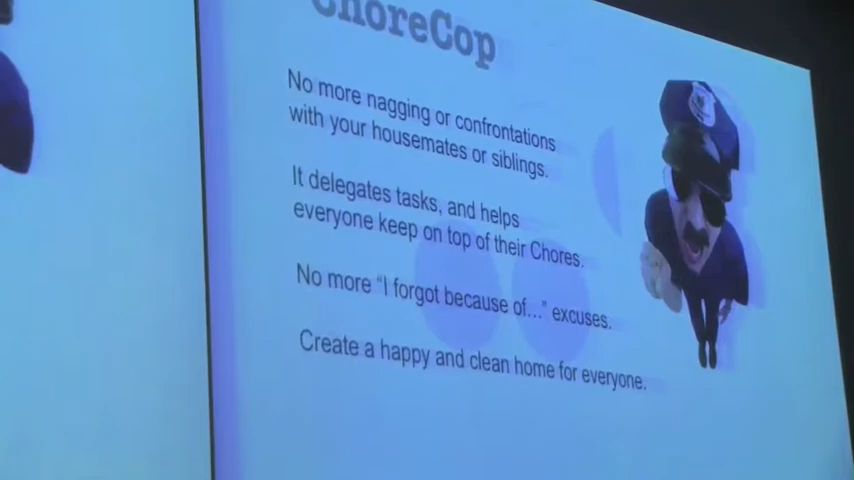 ChoreCop
No more nagging or confrontations
with your housemates or siblings.
It delegates tasks, and helps
everyone keep on top of their Chores.
No more “I forgot because of...” excuses.
Create a happy and clean home for everyone.